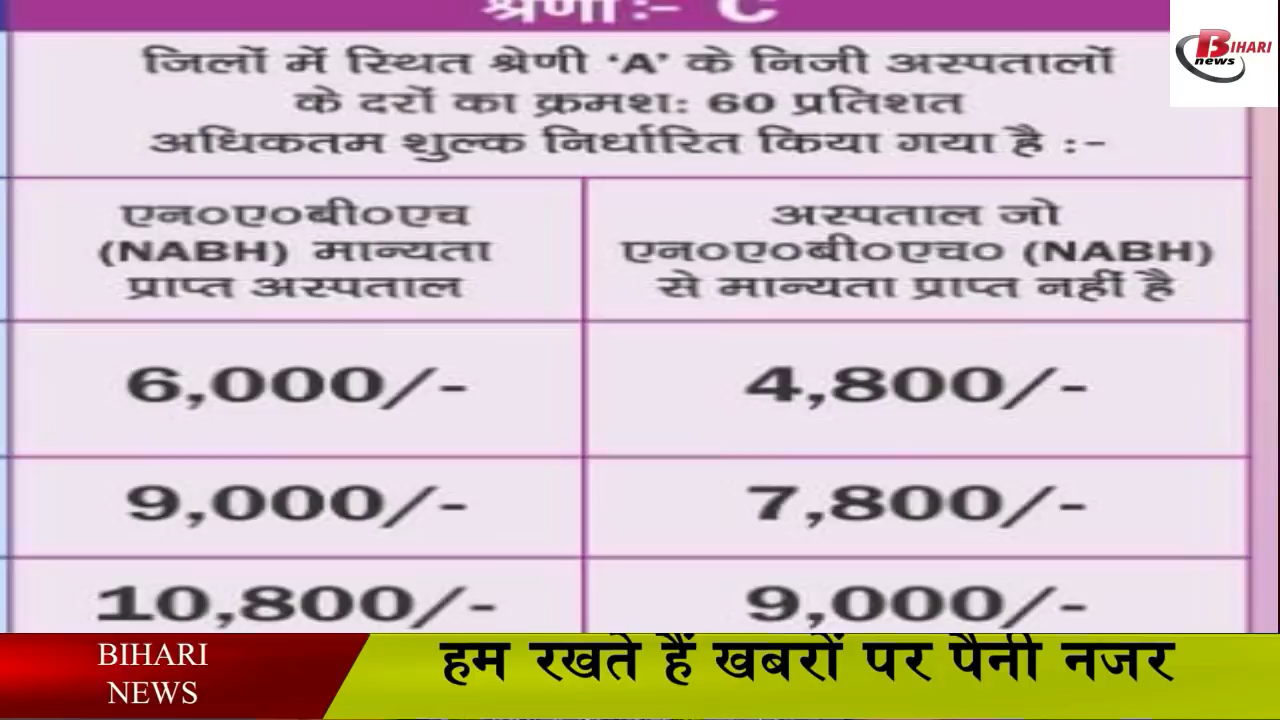 श्रेणी:- C
BIHARI
news
जिलों में स्थित श्रेणी ‘A’ के निजी अस्पतालों
के दरों का क्रमश: 60 प्रतिशत
अधिकतम शुल्क निर्धारित किया गया है :-
एन०ए०बी०एच
(NABH) मान्यता
प्राप्त अस्पताल
अस्पताल जो
एन०ए०बी०एच० (NABH)
से मान्यता प्राप्त नहीं है
6,000/- 4,800/-
9,000/- 7,800/-
10,800/- 9,000/-
BIHARI
NEWS
हम रखते हैं खबरों पर पैनी नजर